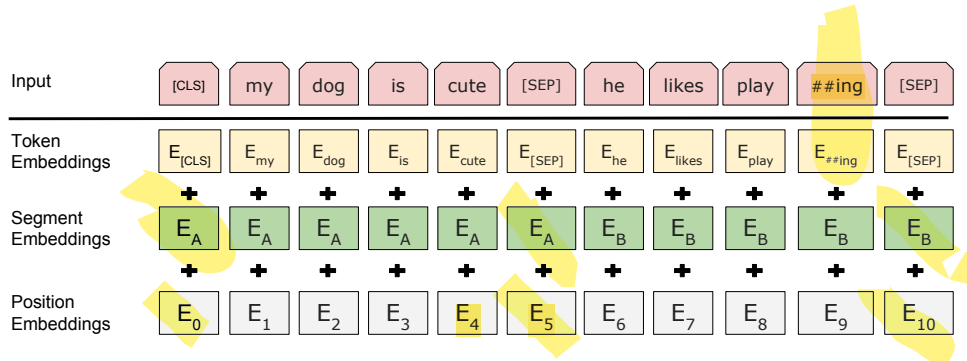 Input [CLS] my dog is cute [SEP] he likes play ##ing [SEP]
Token Embeddings E[CLS] Emy Edog Eis Ecute E[SEP] Ehe Elikes Eplay E##ing E[SEP]
+ + + + + + + + + + +
Segment Embeddings EA EA EA EA EA EA EB EB EB EB EB
+ + + + + + + + + + +
Position Embeddings E0 E1 E2 E3 E4 E5 E6 E7 E8 E9 E10